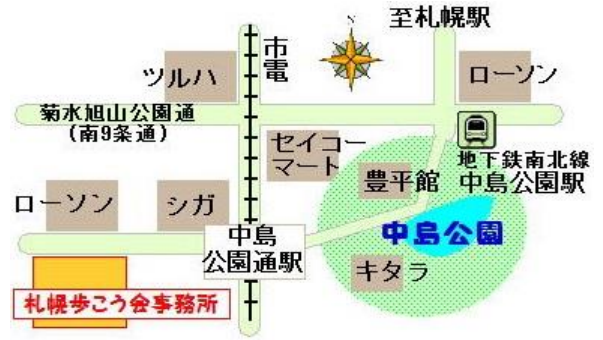 至札幌駅
S
市
電
ツルハ
ローソン
菊水旭山公園通
(南9条通)
セイコー
マート
地下鉄南北線
中島公園駅
豊平館
ローソン
シガ
中島
公園通駅
中島公園
キタラ
札幌歩こう会事務所